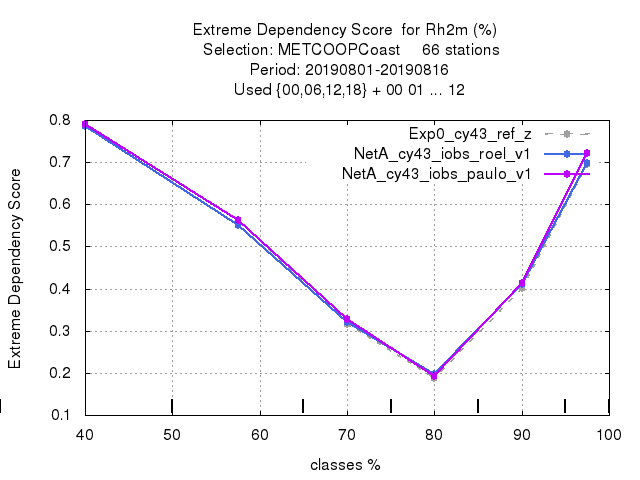 Extreme Dependency Score for Rh2m (%)
Selection: METCOOPCoast 66 stations
Period: 20190801-20190816
Used {00,06,12,18} + 00 01 ... 12
Exp0_cy43_ref_z
NetA_cy43_iobs_roel_v1
NetA_cy43_iobs_paulo_v1
Extreme Dependency Score
0.8
0.7
0.6
0.5
0.4
0.3
0.2
0.1
40 50 60 70 80 90 100
classes %